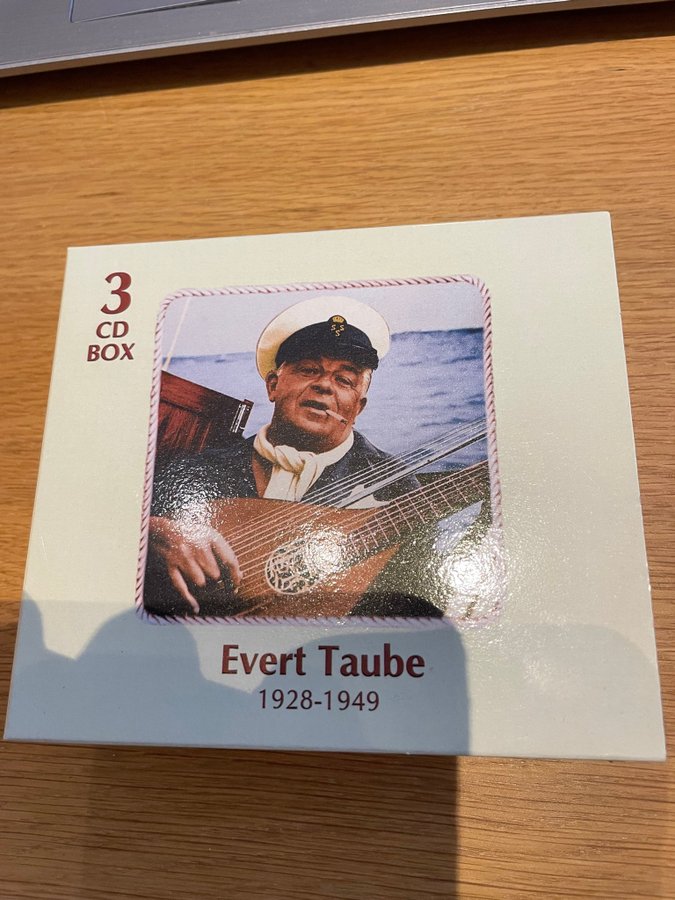 3
CD
BOX
S S
S
Evert Taube
1928-1949